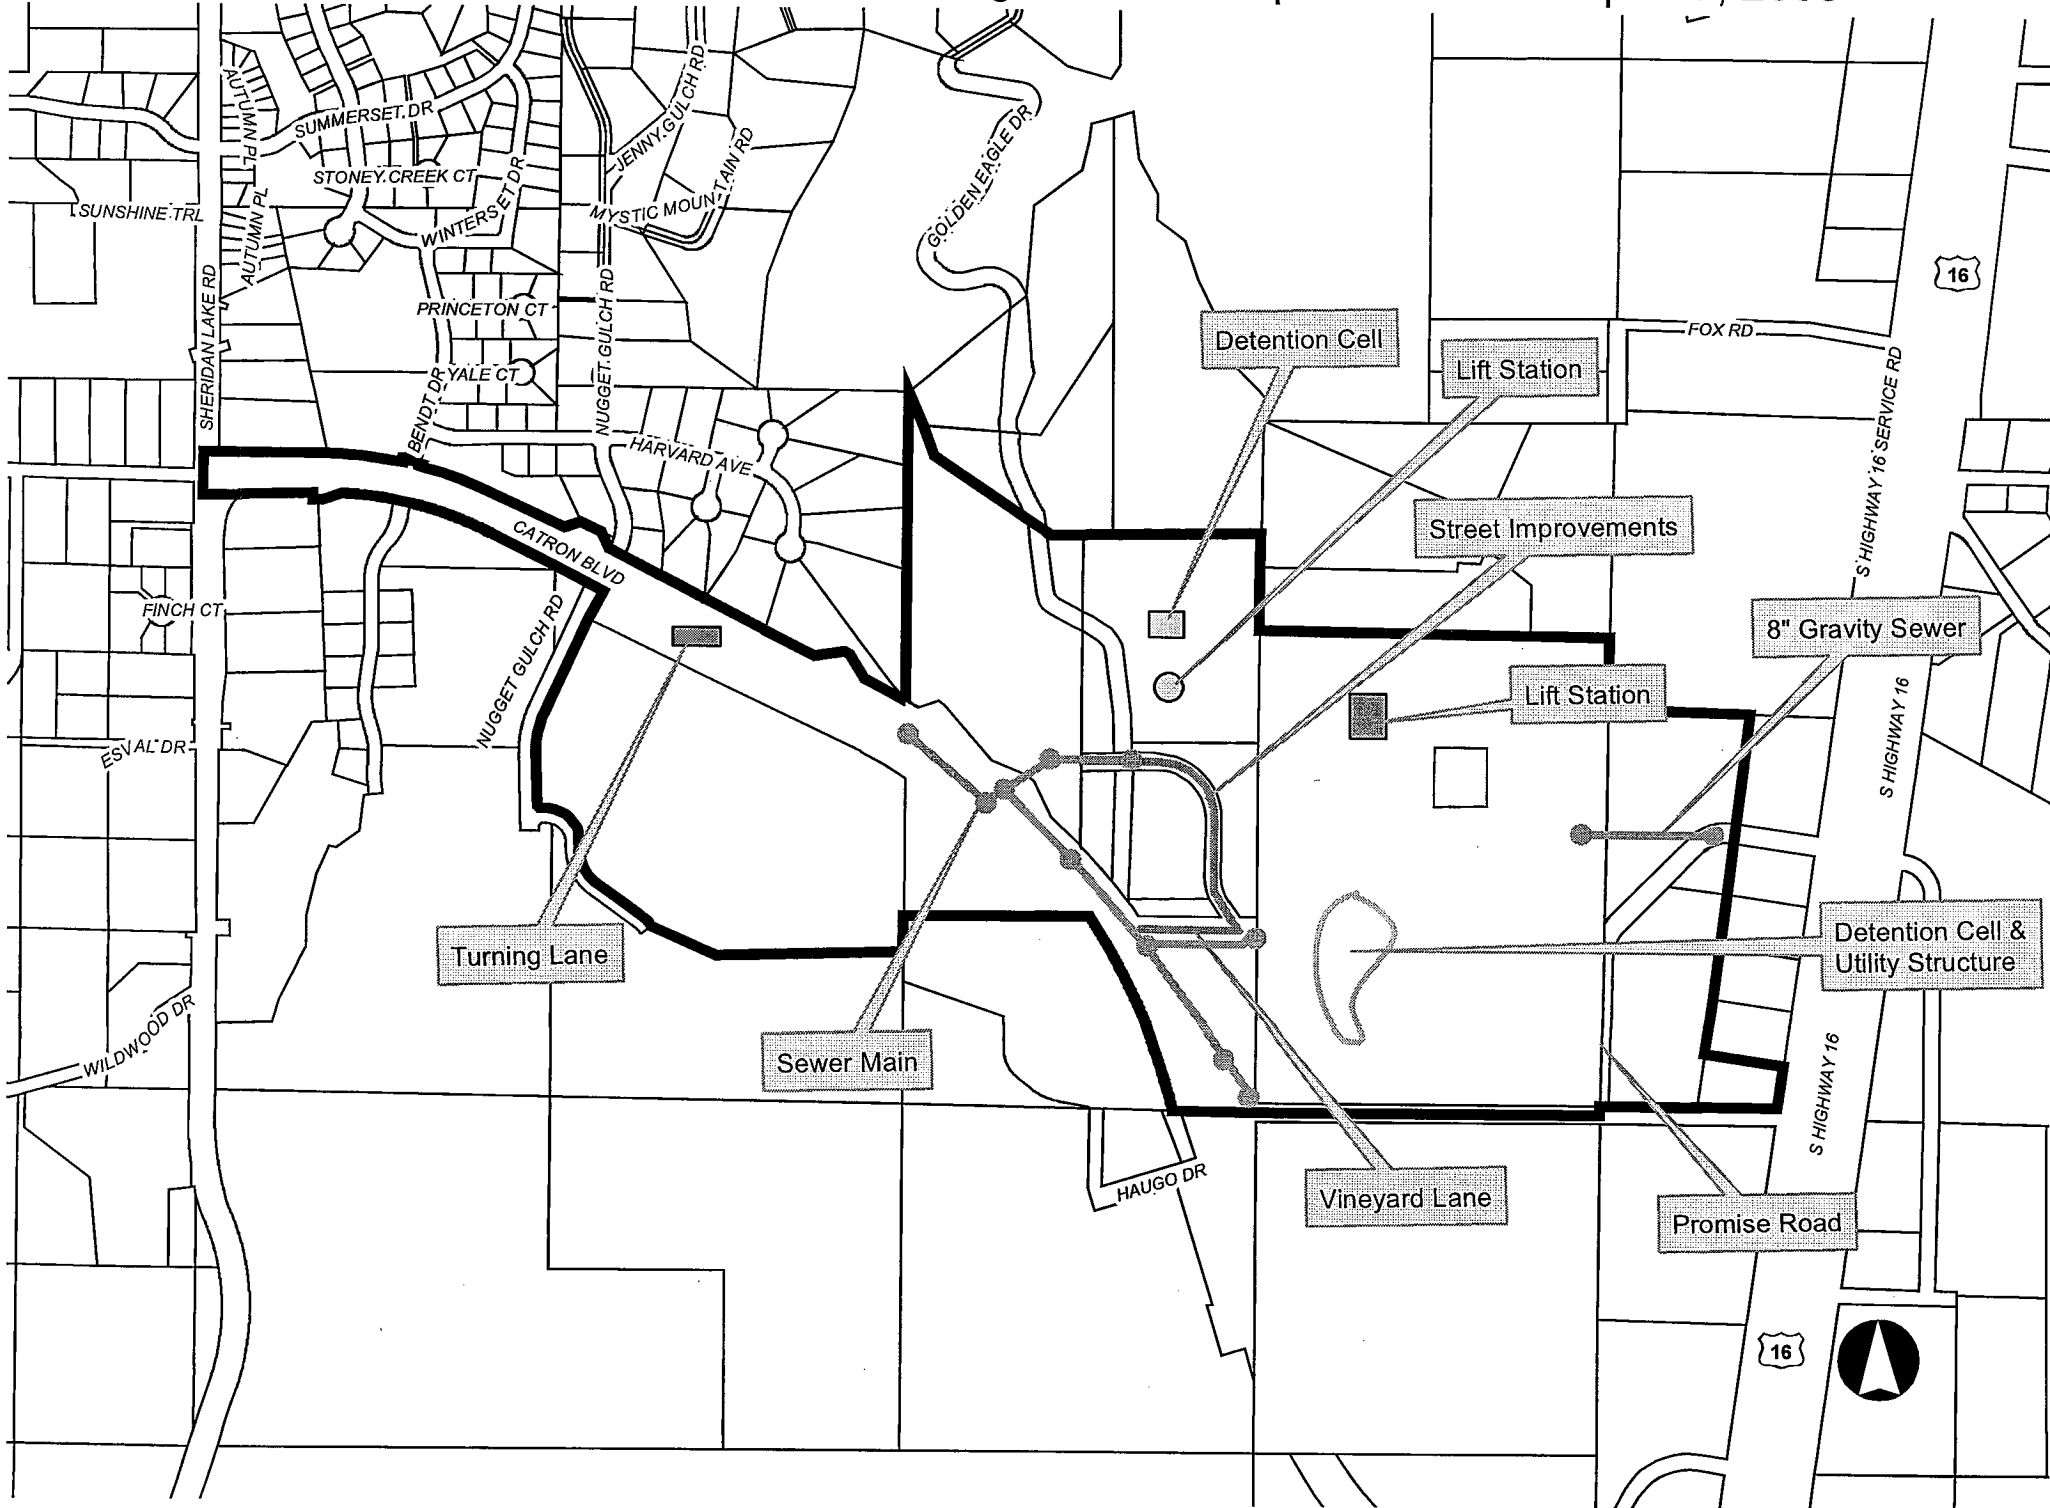 AUTUMN PL
SUMMERSET DR
JENNY GULCH RD
STONEY CREEK CT
MYSTIC MOUNTAIN RD
GOLDEN EAGLE DR
SUNSHINE TRL
AUTUMN PL
WINTERSET DR
SHERIDAN LAKE RD
NUGGET GULCH RD
16
PRINCETON CT
FOX RD
Detention Cell
Lift Station
YALE CT
BENDT DR
HARVARD AVE
S HIGHWAY 16 SERVICE RD
Street Improvements
CATRON BLVD
FINCH CT
NUGGET GULCH RD
8" Gravity Sewer
Lift Station
S HIGHWAY 16
ESVAL DR
Turning Lane
Detention Cell &
Utility Structure
WILDWOOD DR
Sewer Main
S HIGHWAY 16
HAUGO DR
Vineyard Lane
Promise Road
16